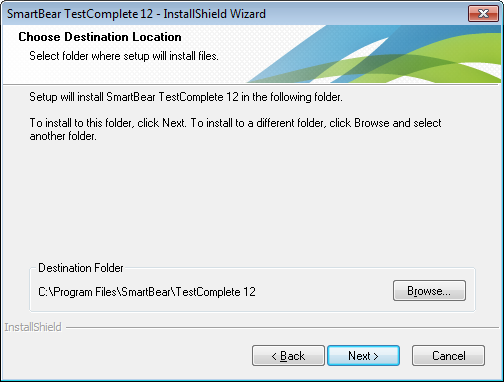 SmartBear TestComplete 12 - InstallShield Wizard
Choose Destination Location
Select folder where setup will install files.
Setup will install SmartBear TestComplete 12 in the following folder.
To install to this folder, click Next. To install to a different folder, click Browse and select
another folder.
Destination Folder
C:\Program Files\SmartBear\TestComplete 12
Browse...
InstallShield
< Back
Next >
Cancel